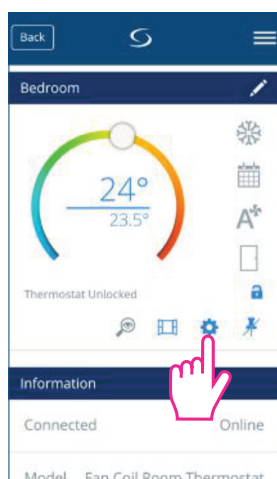 Back
Bedroom
24°
23.5°
A
Thermostat Unlocked
Information
Connected Online
Model Fan Coil Room Thermostat